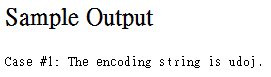 Sample Output
Case #1: The encoding string is udoj.